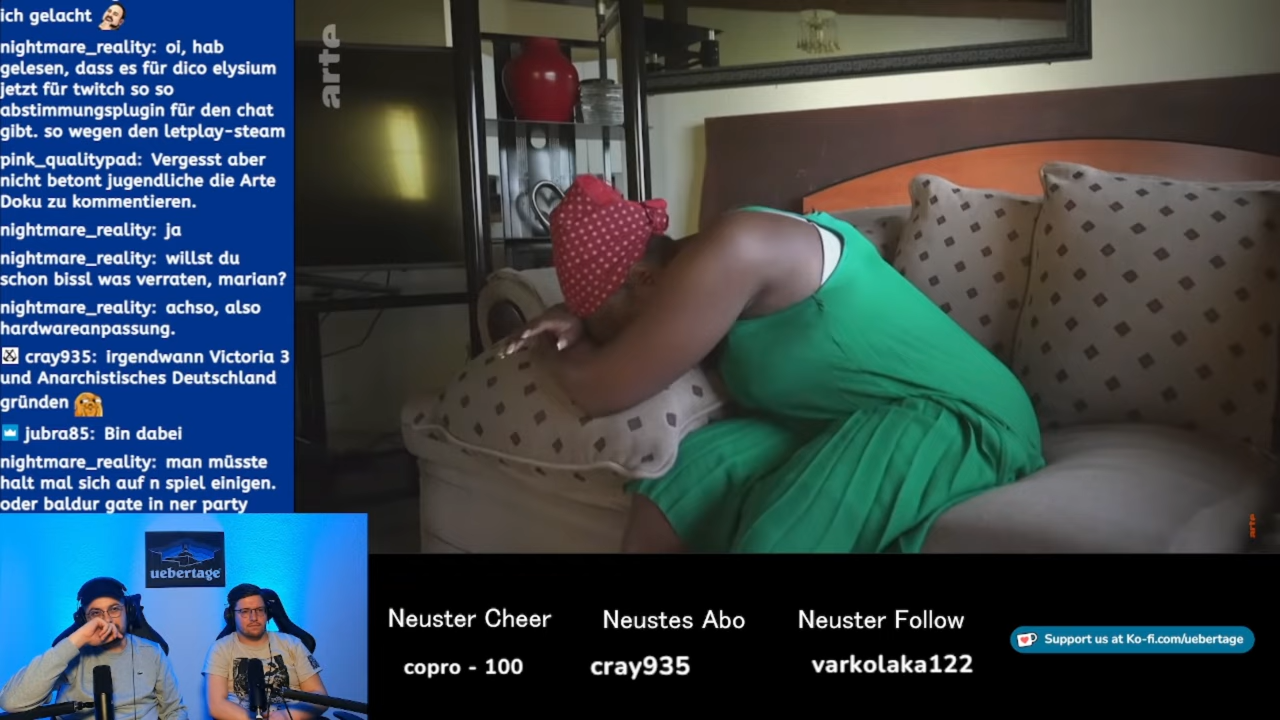 ich gelacht
nightmare_reality: oi, hab
gelesen, dass es für dico elysium
jetzt für twitch so so
abstimmungsplugin für den chat
gibt. so wegen den letplay-steam
pink_qualitypad: Vergesst aber
nicht betont jugendliche die Arte
Doku zu kommentieren.
nightmare_reality: ja
nightmare_reality: willst du
schon bissl was verraten, marian?
nightmare_reality: achso, also
hardwareanpassung.
cray935: irgendwann Victoria 3
und Anarchistisches Deutschland
gründen
jubra85: Bin dabei
nightmare_reality: man müsste
halt mal sich auf n spiel einigen.
oder baldur gate in ner party
arte
arte
uebertage
Neuster Cheer
copro - 100
Neustes Abo
cray935
Neuster Follow
varkolaka122
Support us at Ko-fi.com/uebertage